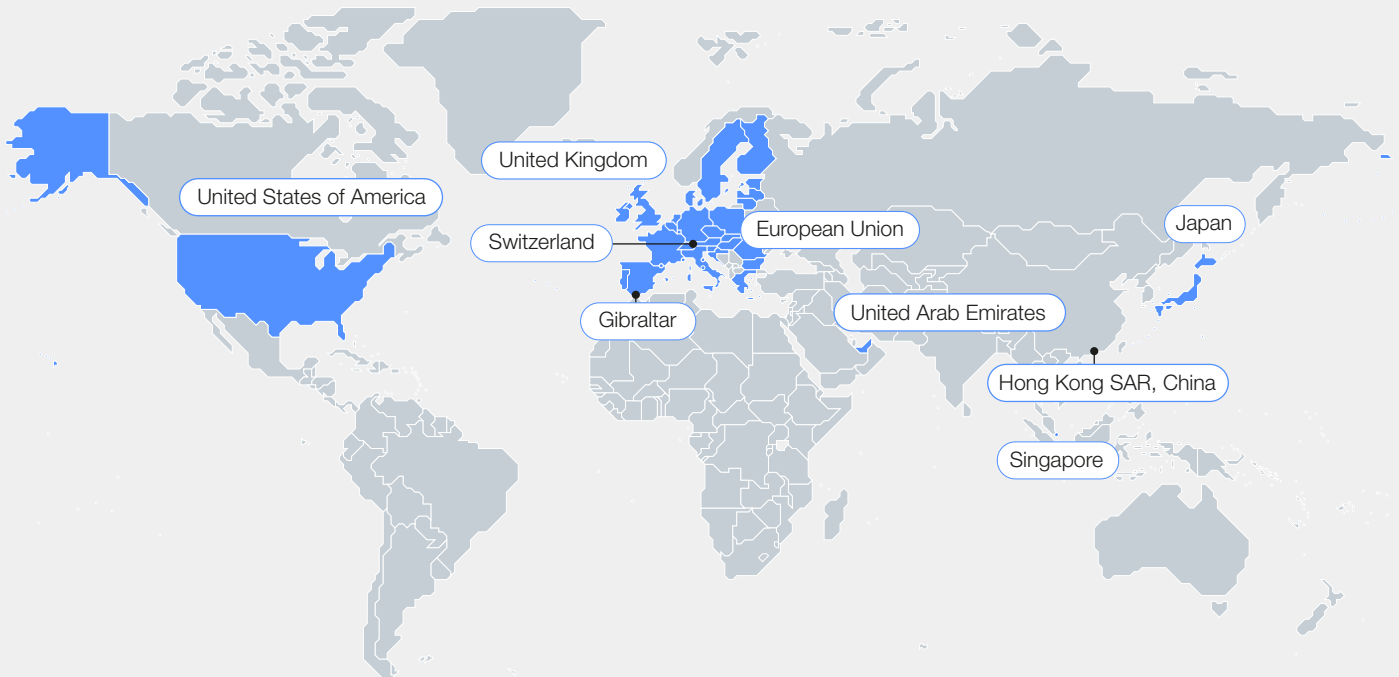 United Kingdom
United States of America
Switzerland
European Union
Japan
Gibraltar
United Arab Emirates
Hong Kong SAR, China
Singapore